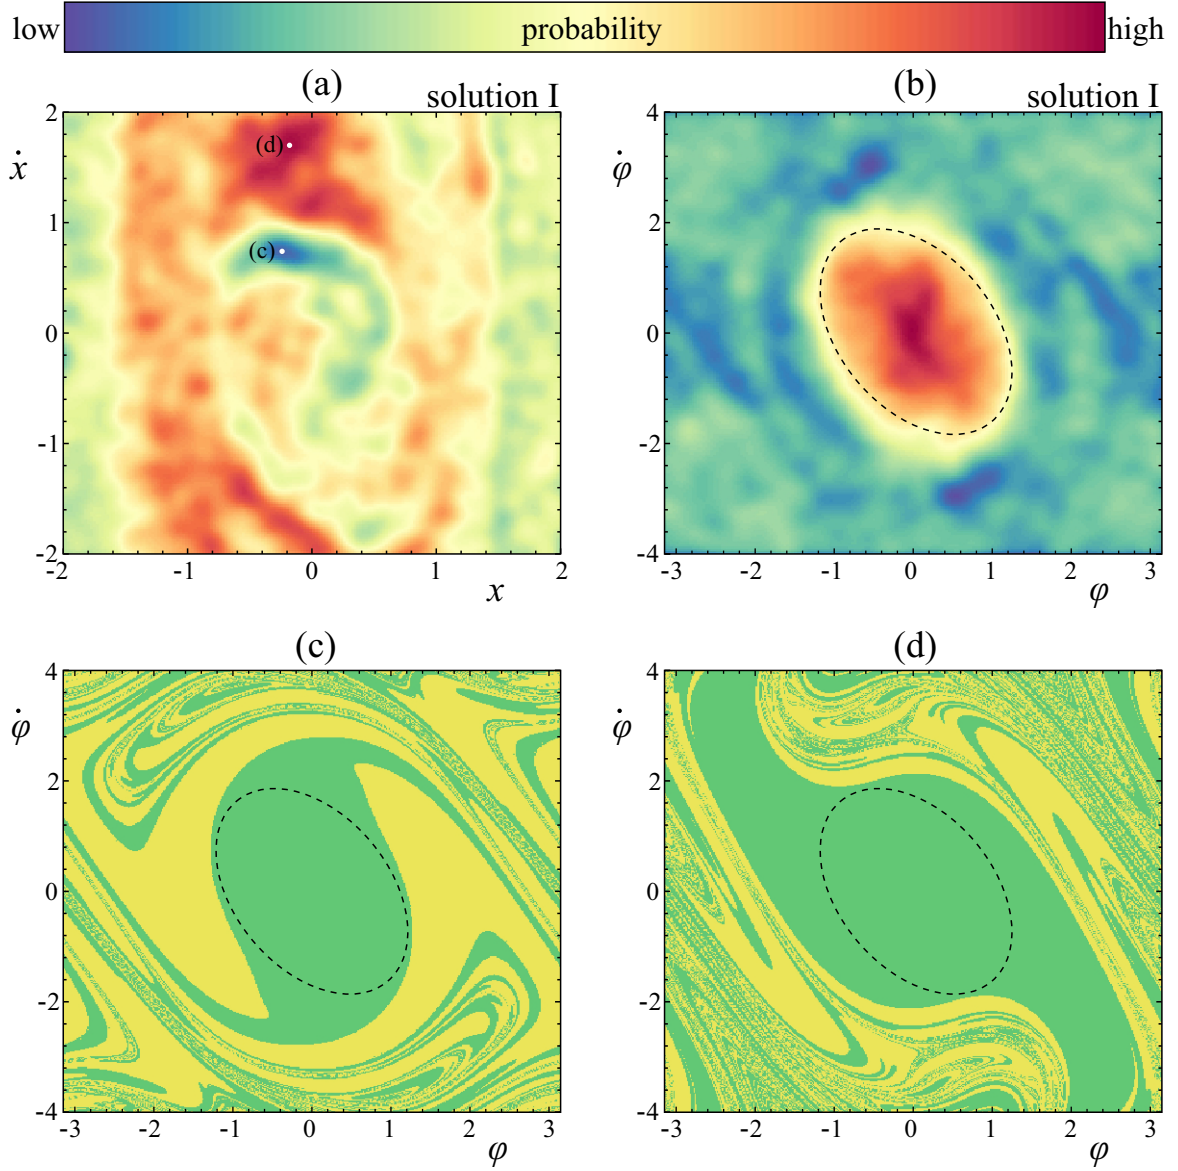 low probability high
(a) (b)
solution I solution I
2 4
ẋ φ̇
(d)
1 2
(c)
0 0
-1 -2
-2 -4
-2 -1 0 1 2 -3 -2 -1 0 1 2 3
x φ
(c) (d)
4 4
φ̇ φ̇
2 2
0 0
-2 -2
-4 -4
-3 -2 -1 0 1 2 3 -3 -2 -1 0 1 2 3
φ φ